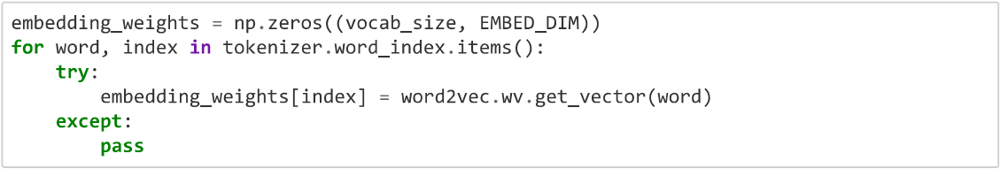 embedding_weights = np.zeros((vocab_size, EMBED_DIM))
for word, index in tokenizer.word_index.items():
    try:
        embedding_weights[index] = word2vec.wv.get_vector(word)
    except:
        pass